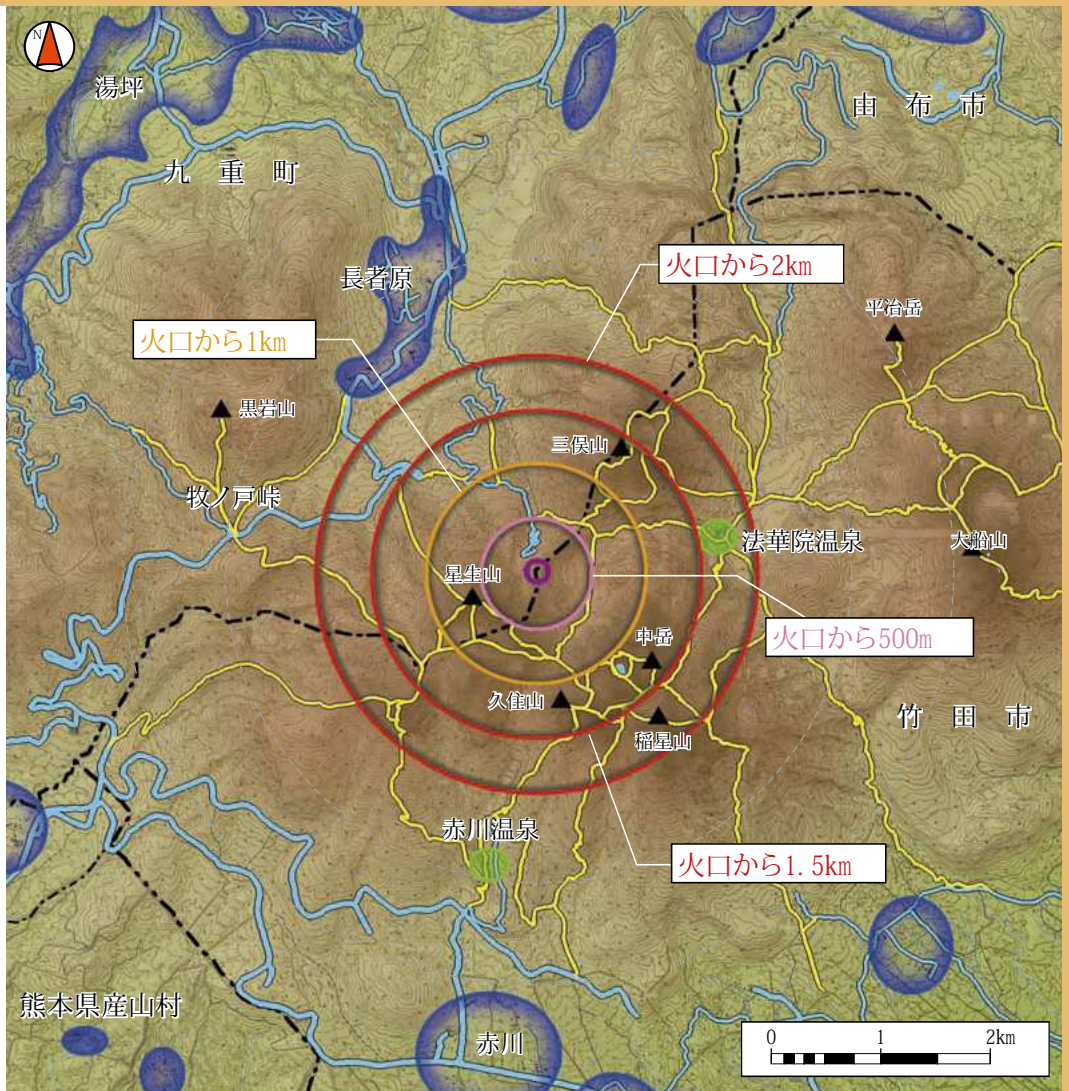 N
湯坪
由布市
九重町
火口から2km
長者原
平治岳
火口から1km
黒岩山
三俣山
牧ノ戸峠
法華院温泉
大船山
星生山
火口から500m
中岳
久住山
稲星山
竹田市
赤川温泉
火口から1.5km
熊本県産山村
赤川
0 1 2km